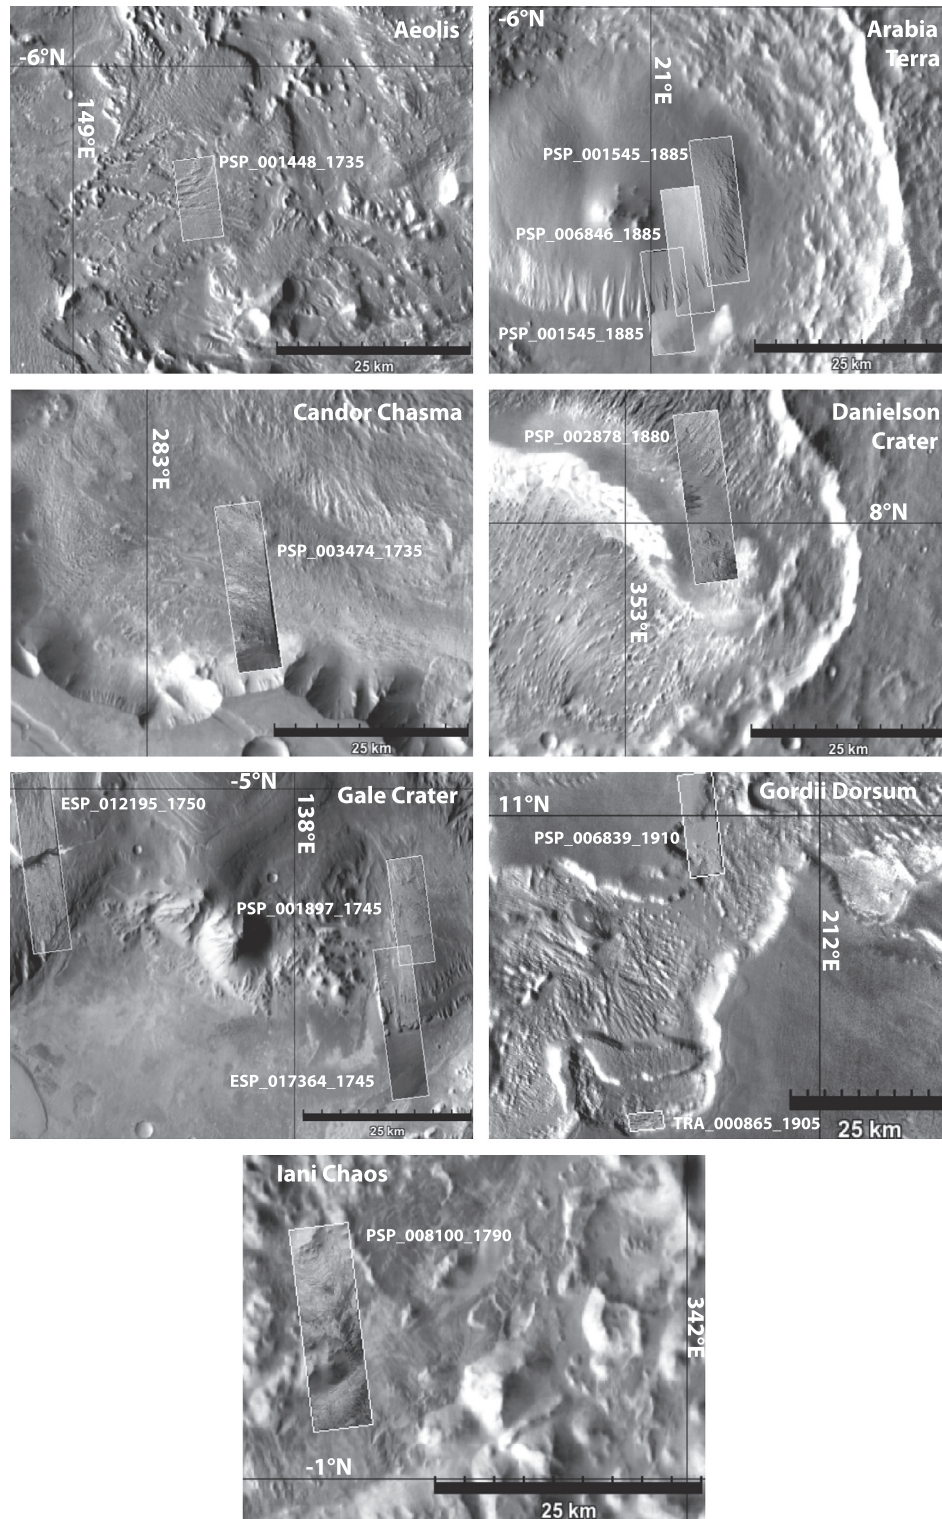 Aeolis
-6°N
149°E
PSP_001448_1735
25 km
-6°N
Arabia
Terra
21°E
PSP_001545_1885
PSP_006846_1885
PSP_001545_1885
25 km
Candor Chasma
283°E
PSP_003474_1735
25 km
Danielson
Crater
PSP_002878_1880
8°N
353°E
25 km
-5°N
Gale Crater
ESP_012195_1750
138°E
PSP_001897_1745
ESP_017364_1745
25 km
Gordii Dorsum
11°N
PSP_006839_1910
212°E
TRA_000865_1905
25 km
Iani Chaos
PSP_008100_1790
342°E
-1°N
25 km